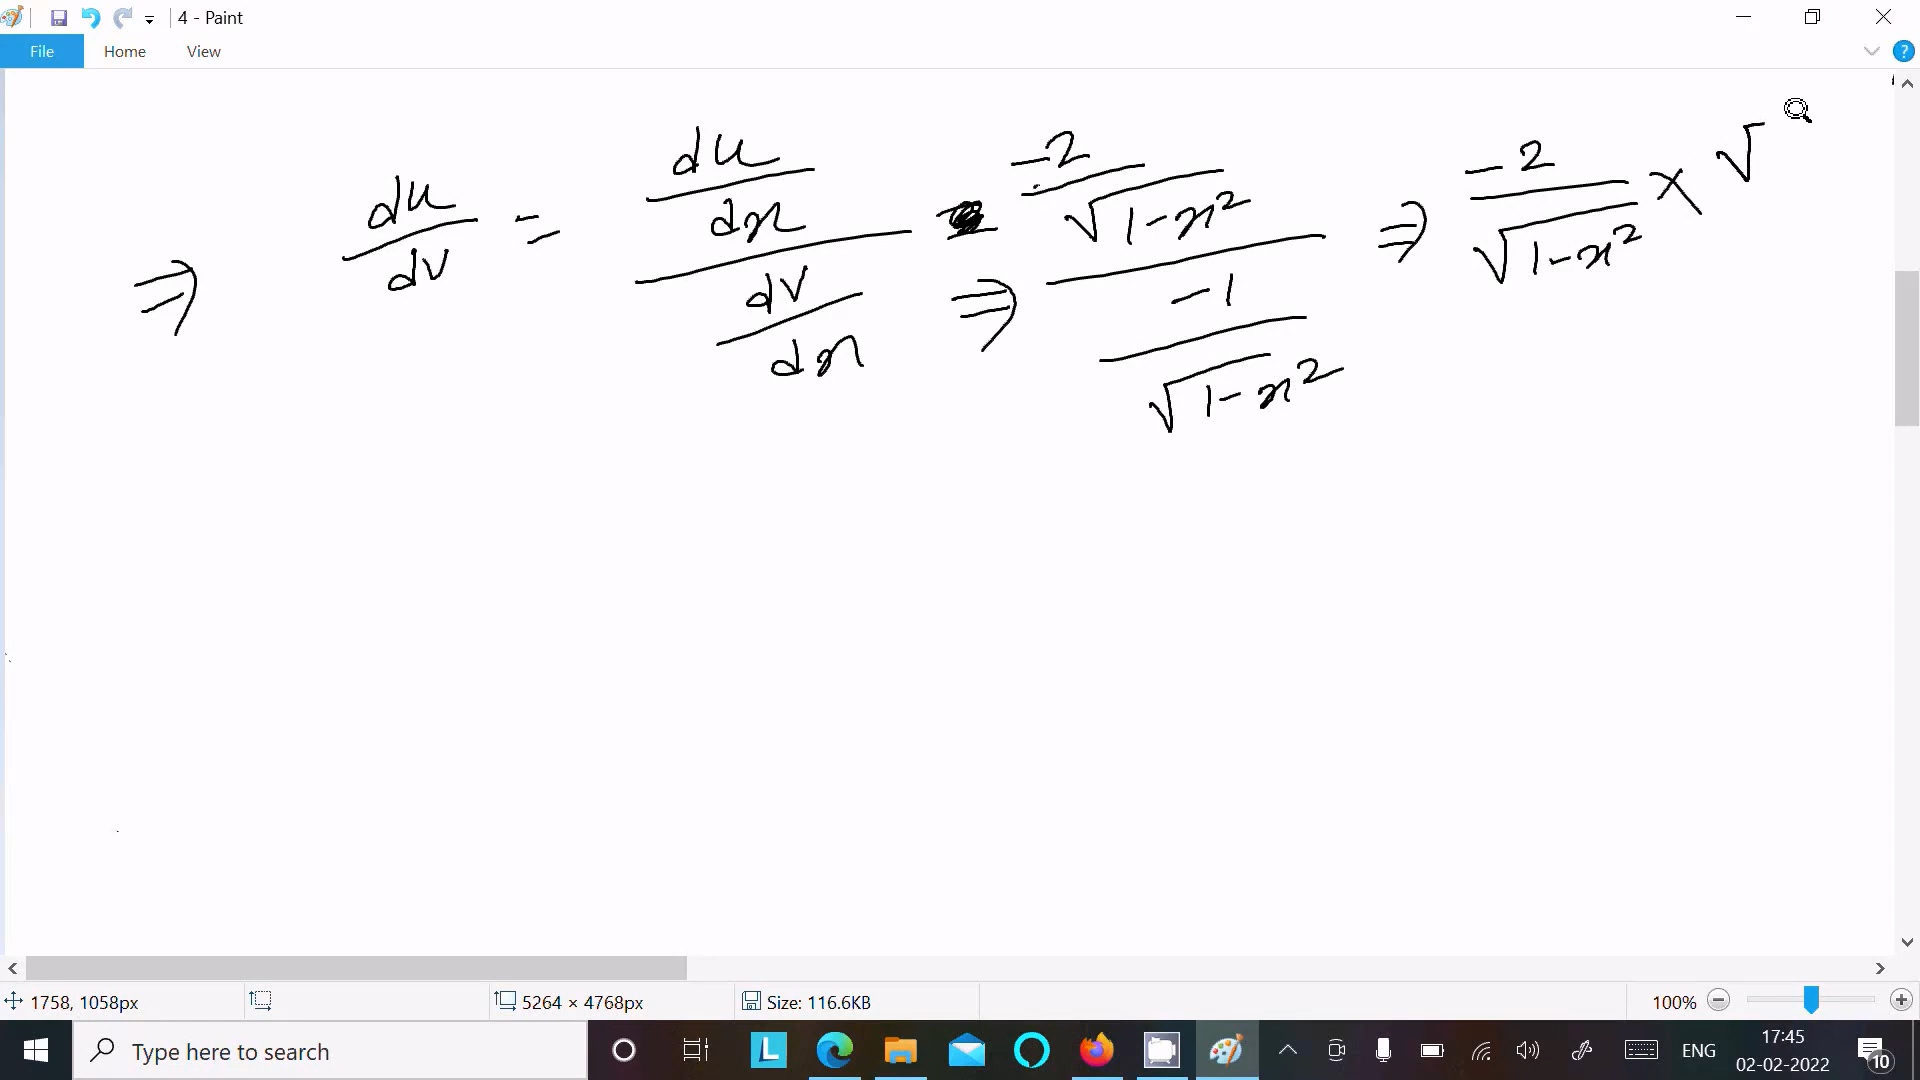 4 - Paint
File Home View
⇒ du/dv = (du/dx)/(dv/dx) ⇒ (-2/√(1-x²))/(-1/√(1-x²)) ⇒ -2/√(1-x²) × √
1758, 1058px 5264 × 4768px Size: 116.6KB 100%
Type here to search ENG 17:45
02-02-2022 10